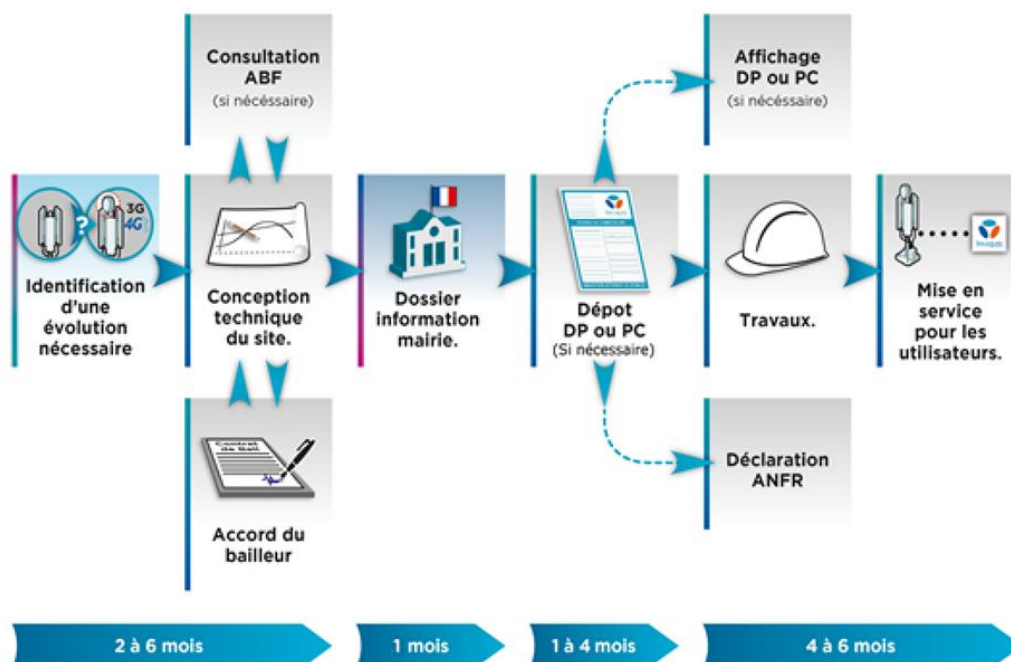 Consultation
ABF
(si nécéssaire)
Affichage
DP ou PC
(si nécéssaire)
3G
4G
?
Identification
d'une
évolution
nécessaire
Conception
technique
du site.
Dossier
information
mairie.
Dépot
DP ou PC
(Si nécessaire)
Travaux.
Mise en
service
pour les
utilisateurs.
Contrat
de Bail
Accord du
bailleur
Déclaration
ANFR
2 à 6 mois
1 mois
1 à 4 mois
4 à 6 mois